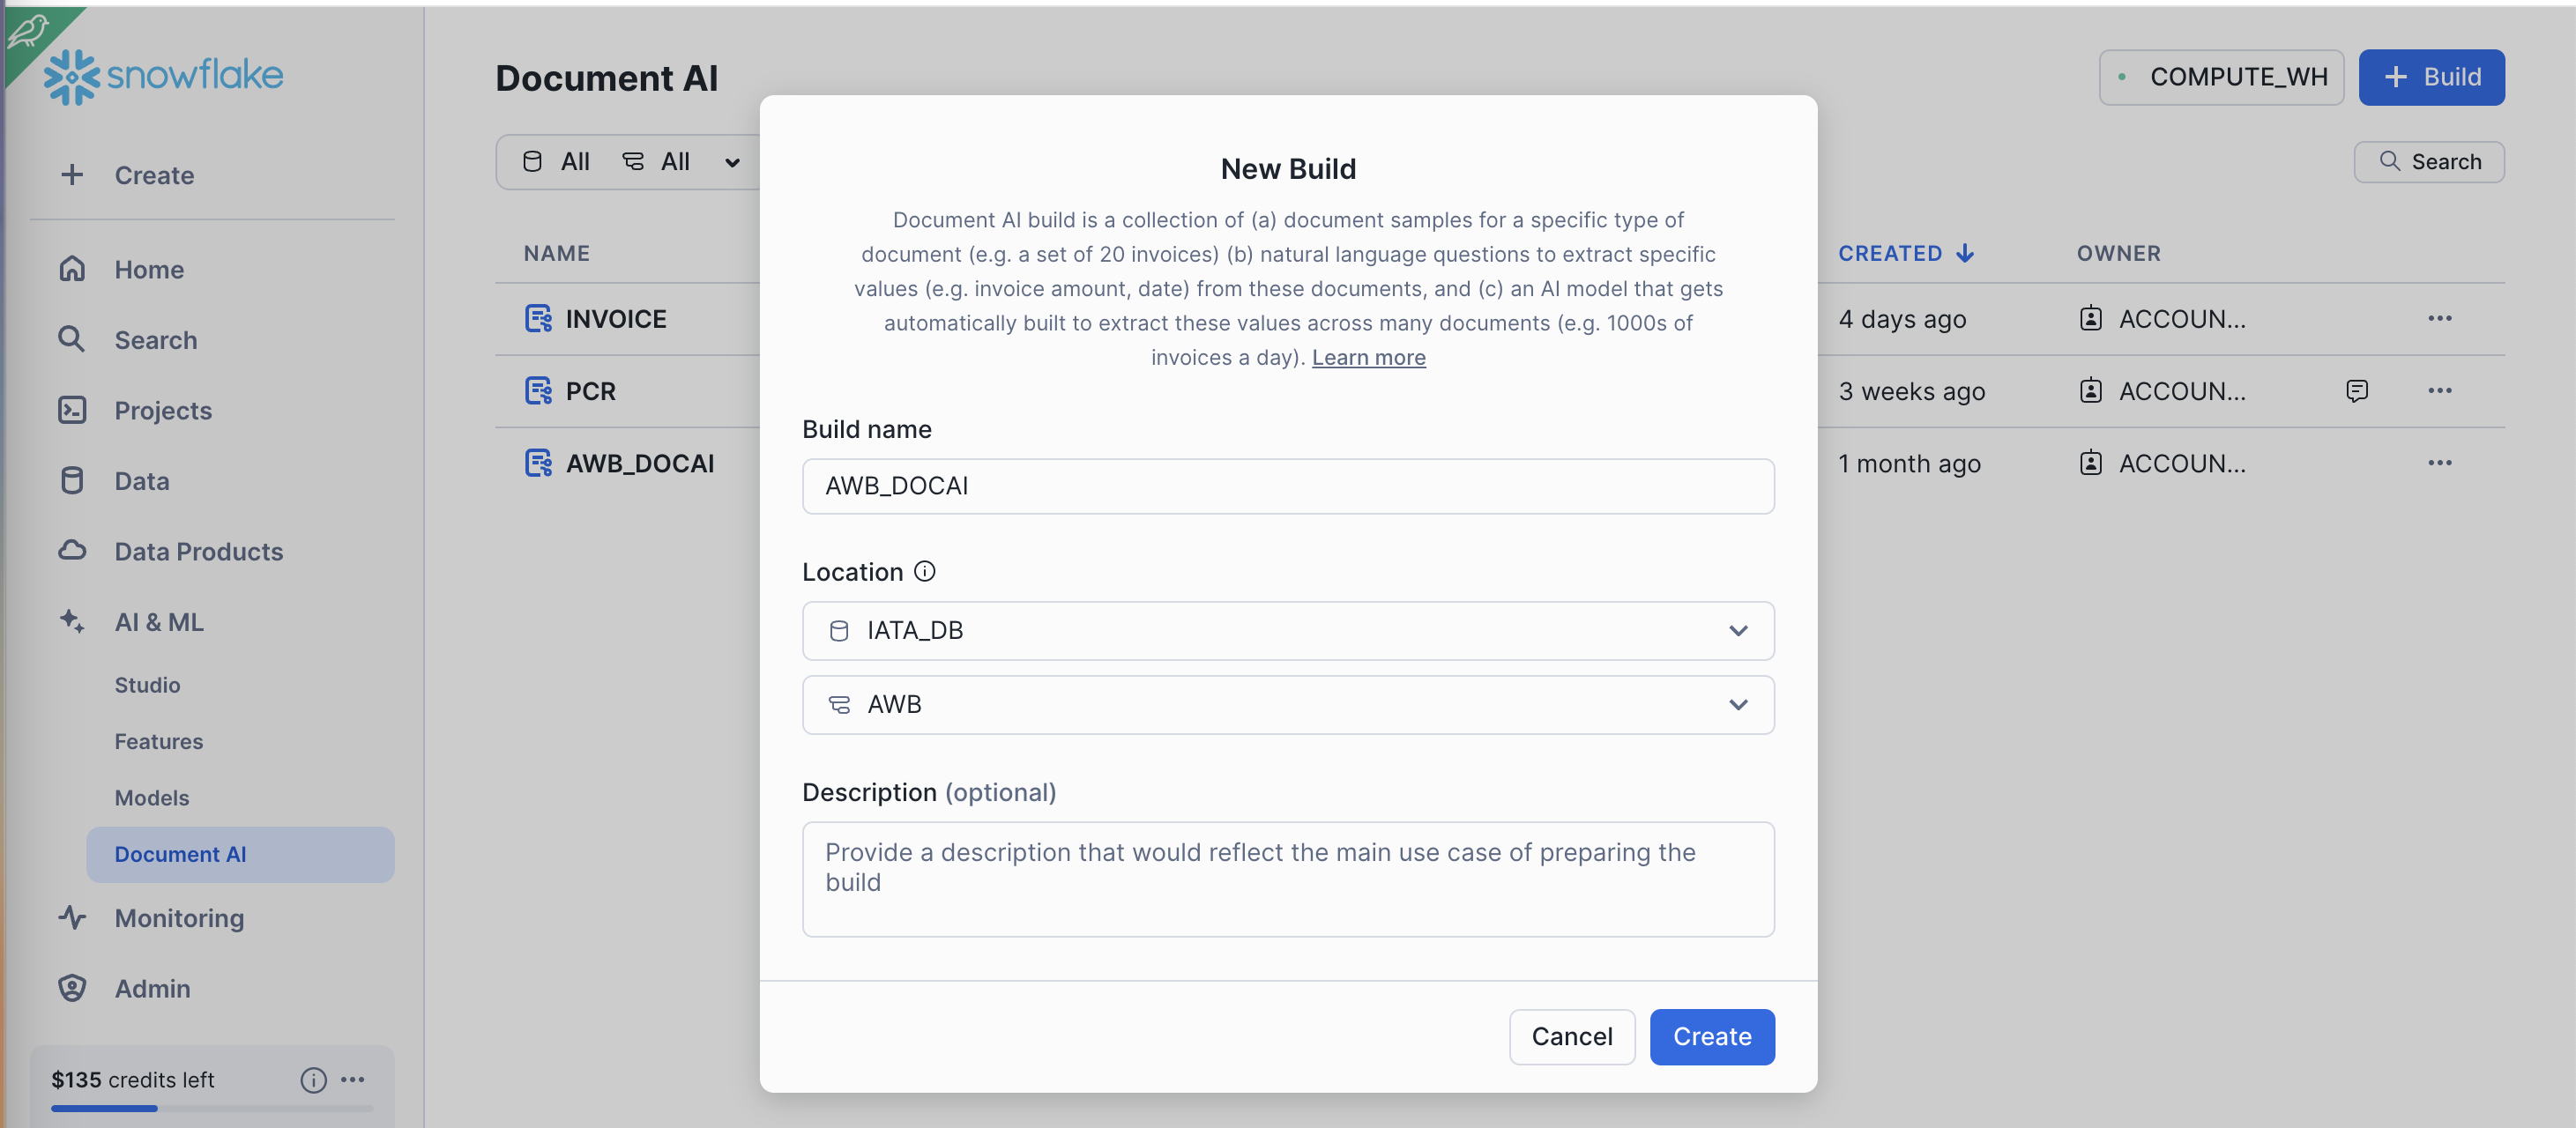 snowflake
Create
Home
Search
Projects
Data
Data Products
AI & ML
Studio
Features
Models
Document AI
Monitoring
Admin
$135 credits left
Document AI
COMPUTE_WH
Build
All All
Search
NAME
CREATED
OWNER
INVOICE
4 days ago
ACCOUN...
PCR
3 weeks ago
ACCOUN...
AWB_DOCAI
1 month ago
ACCOUN...
New Build
Document AI build is a collection of (a) document samples for a specific type of
document (e.g. a set of 20 invoices) (b) natural language questions to extract specific
values (e.g. invoice amount, date) from these documents, and (c) an AI model that gets
automatically built to extract these values across many documents (e.g. 1000s of
invoices a day). Learn more
Build name
AWB_DOCAI
Location
IATA_DB
AWB
Description (optional)
Provide a description that would reflect the main use case of preparing the
build
Cancel
Create